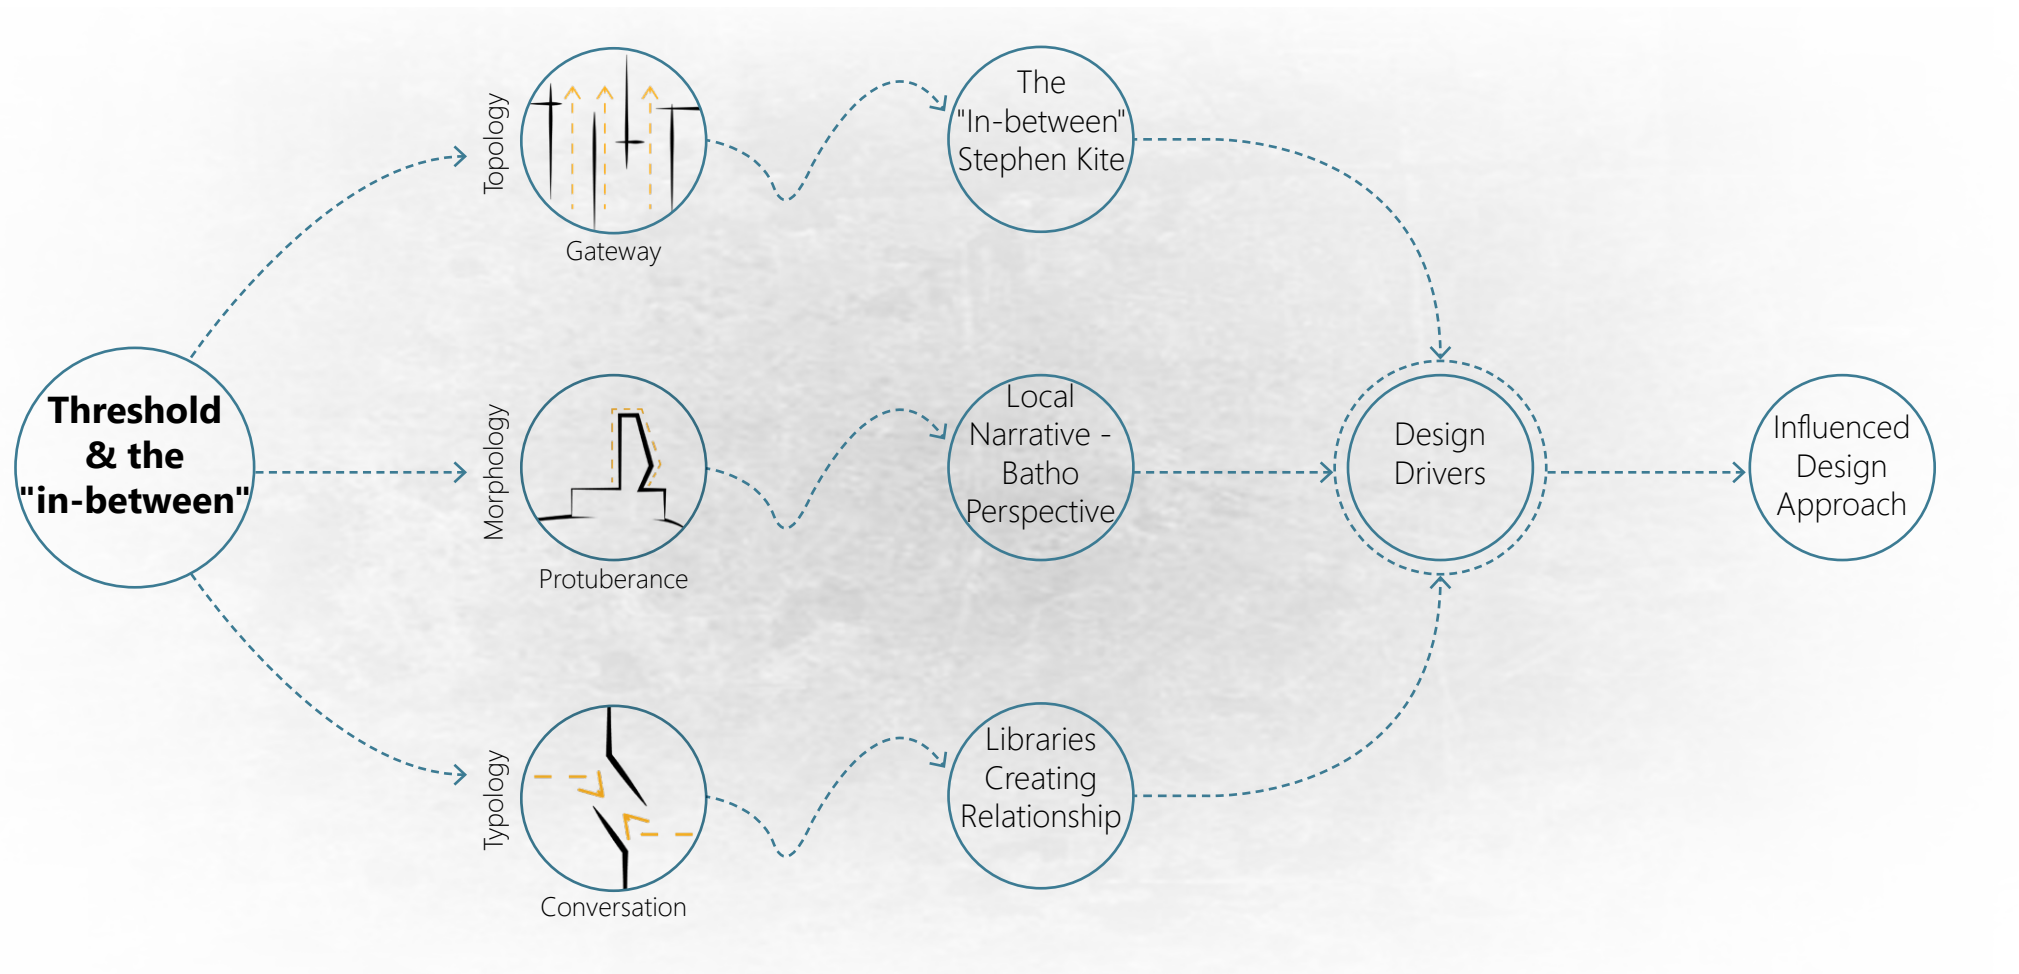 Threshold
& the
"in-between"
Topology
Gateway
The
"In-between"
Stephen Kite
Morphology
Protuberance
Local
Narrative -
Batho
Perspective
Typology
Conversation
Libraries
Creating
Relationship
Design
Drivers
Influenced
Design
Approach